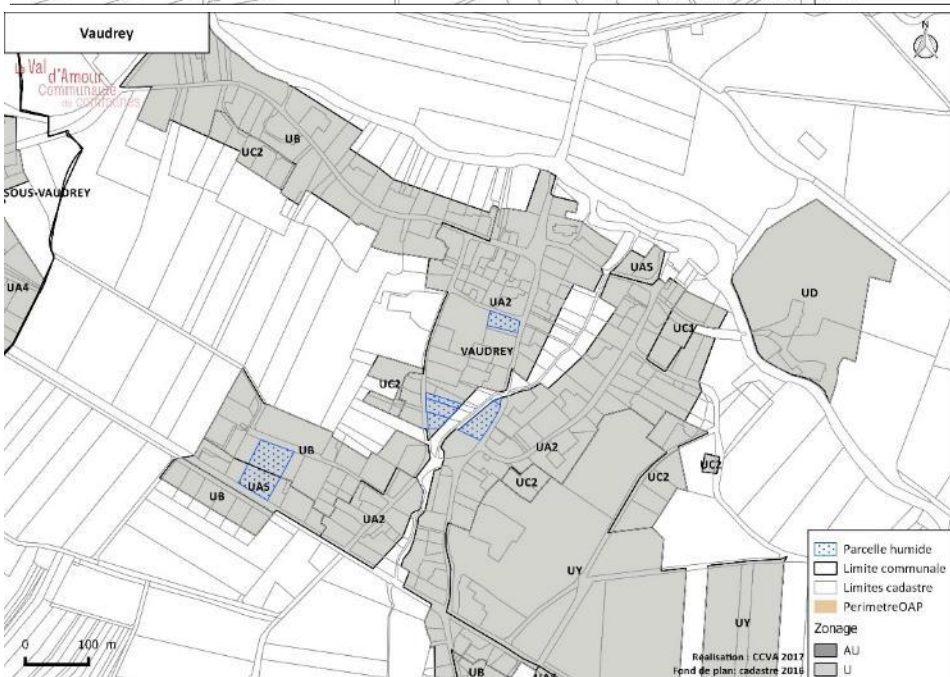 Vaudrey
N
Le Val
d'Amour
Communauté
de communes
UB
UC2
SOUS-VAUDREY
UA4
UA5
UD
UA2
UC1
VAUDREY
UC2
UB
UA2
UC2
UC2
UC2
UA5
UB
UA2
UY
UY
UB
0 100 m
Parcelle humide
Limite communale
Limites cadastre
PerimetreOAP
Zonage
AU
U
Réalisation : CCVA 2017
Fond de plan: cadastre 2016